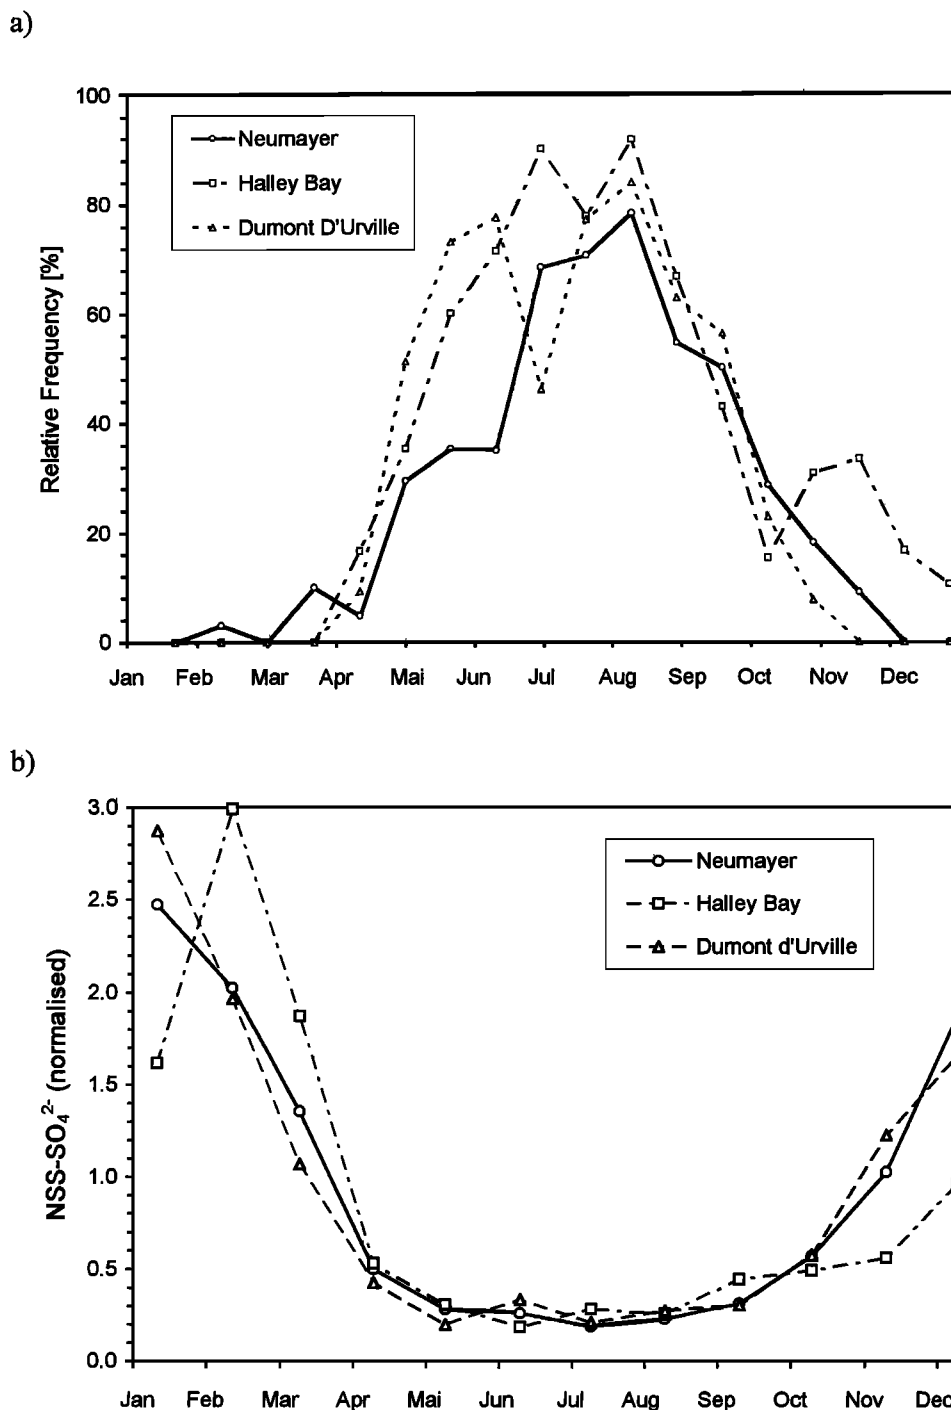 a)
100
80
60
40
20
0
Relative Frequency [%]
Neumayer
Halley Bay
Dumont D'Urville
Jan Feb Mar Apr Mai Jun Jul Aug Sep Oct Nov Dec
b)
3.0
2.5
2.0
1.5
1.0
0.5
0.0
NSS-SO₄²⁻ (normalised)
Neumayer
Halley Bay
Dumont d'Urville
Jan Feb Mar Apr Mai Jun Jul Aug Sep Oct Nov Dec